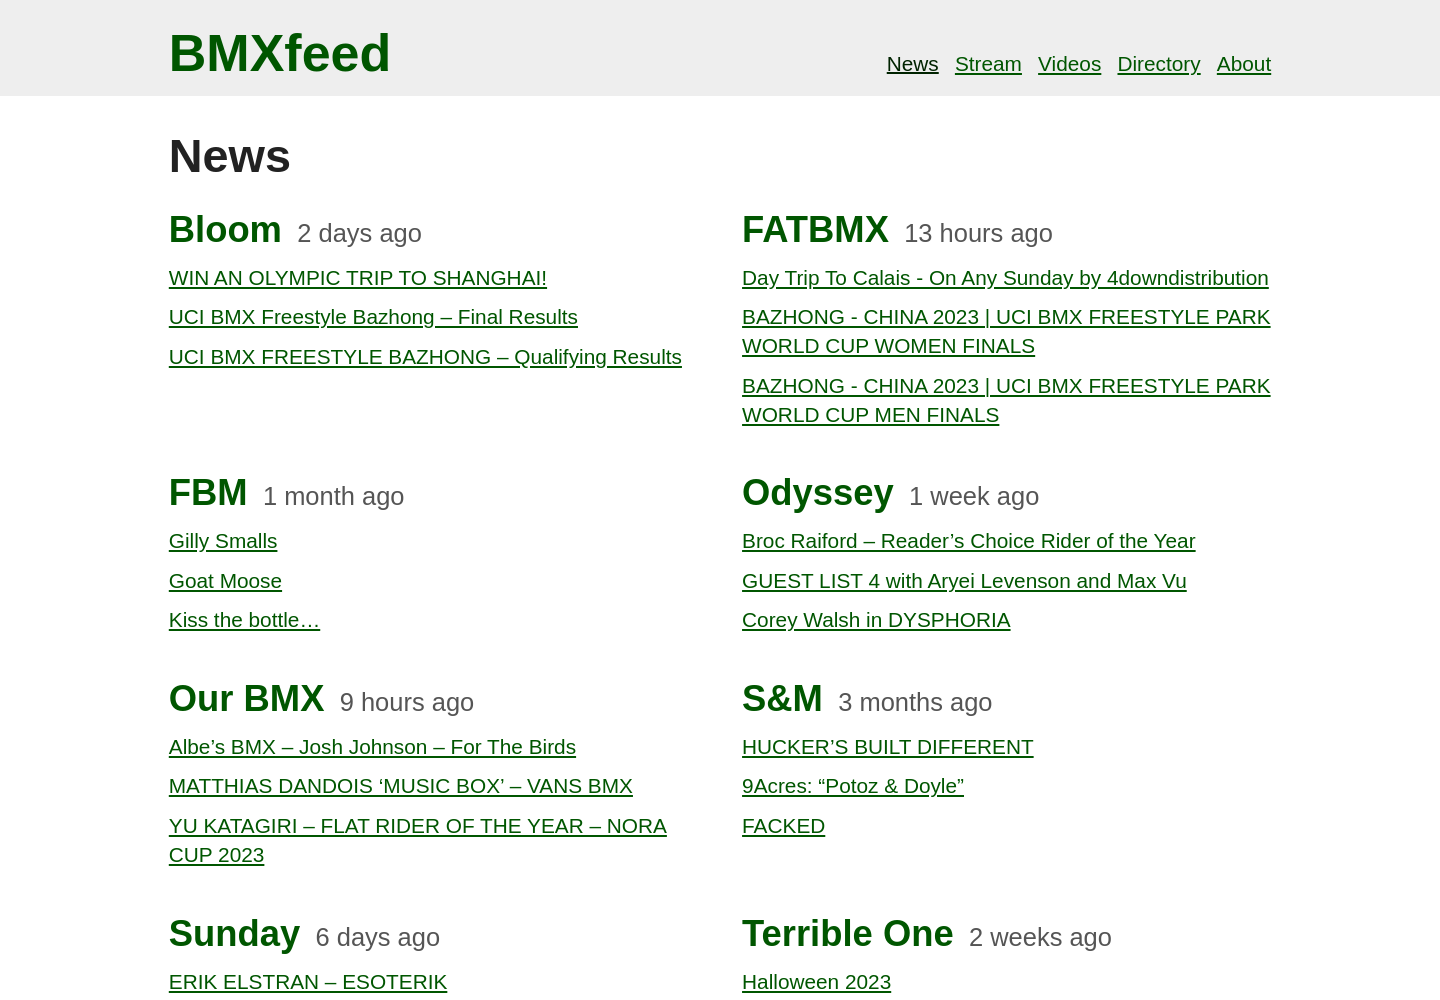 BMXfeed
News Stream Videos Directory About
News
Bloom 2 days ago
WIN AN OLYMPIC TRIP TO SHANGHAI!
UCI BMX Freestyle Bazhong – Final Results
UCI BMX FREESTYLE BAZHONG – Qualifying Results
FATBMX 13 hours ago
Day Trip To Calais - On Any Sunday by 4downdistribution
BAZHONG - CHINA 2023 | UCI BMX FREESTYLE PARK
WORLD CUP WOMEN FINALS
BAZHONG - CHINA 2023 | UCI BMX FREESTYLE PARK
WORLD CUP MEN FINALS
FBM 1 month ago
Gilly Smalls
Goat Moose
Kiss the bottle…
Odyssey 1 week ago
Broc Raiford – Reader’s Choice Rider of the Year
GUEST LIST 4 with Aryei Levenson and Max Vu
Corey Walsh in DYSPHORIA
Our BMX 9 hours ago
Albe’s BMX – Josh Johnson – For The Birds
MATTHIAS DANDOIS ‘MUSIC BOX’ – VANS BMX
YU KATAGIRI – FLAT RIDER OF THE YEAR – NORA
CUP 2023
S&M 3 months ago
HUCKER’S BUILT DIFFERENT
9Acres: “Potoz & Doyle”
FACKED
Sunday 6 days ago
ERIK ELSTRAN – ESOTERIK
Terrible One 2 weeks ago
Halloween 2023